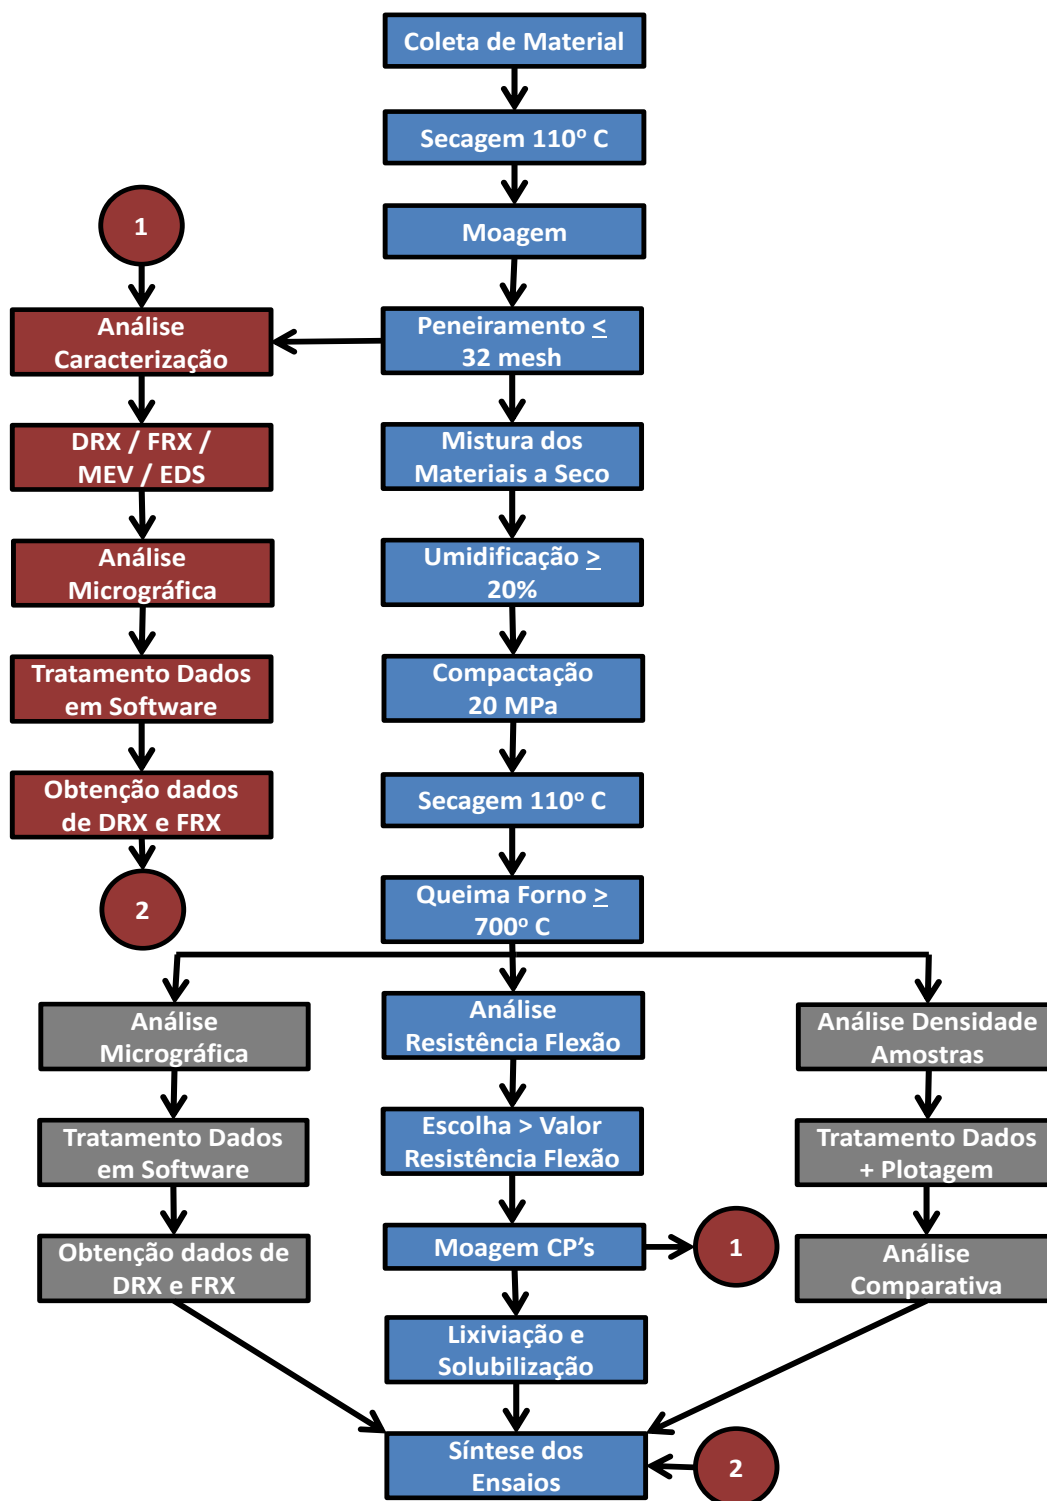 Coleta de Material
Secagem 110º C
Moagem
1
Análise
Caracterização
Peneiramento ≤
32 mesh
DRX / FRX /
MEV / EDS
Mistura dos
Materiais a Seco
Análise
Micrográfica
Umidificação ≥
20%
Tratamento Dados
em Software
Compactação
20 MPa
Obtenção dados
de DRX e FRX
Secagem 110º C
2
Queima Forno ≥
700º C
Análise
Micrográfica
Análise
Resistência Flexão
Análise Densidade
Amostras
Tratamento Dados
em Software
Escolha > Valor
Resistência Flexão
Tratamento Dados
+ Plotagem
Obtenção dados de
DRX e FRX
Moagem CP’s
1
Análise
Comparativa
Lixiviação e
Solubilização
Síntese dos
Ensaios
2